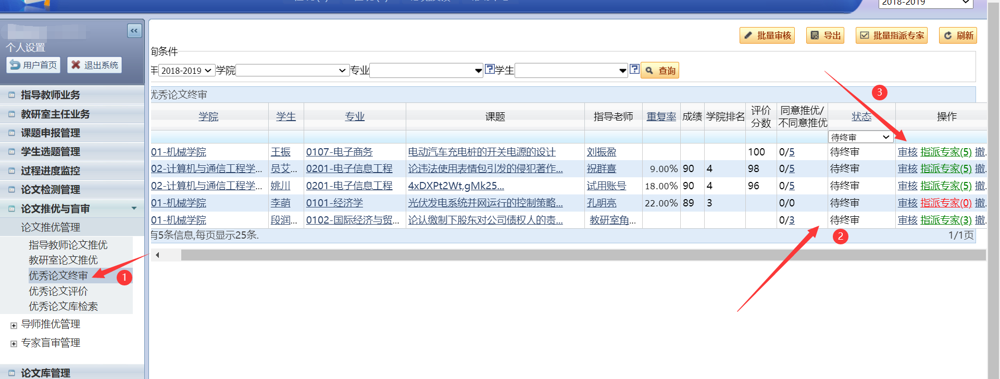 2018-2019
个人设置
用户首页 退出系统
批量审核 导出 批量指派专家 刷新
询条件
年 2018-2019 学院 专业 ? 学生 ? 查询
指导教师业务
教研室主任业务
课题申报管理
学生选题管理
过程进度监控
论文检测管理
论文推优与盲审
论文推优管理
指导教师论文推优
教研室论文推优
优秀论文终审
优秀论文评价
优秀论文库检索
导师推优管理
专家盲审管理
论文库管理
优秀论文终审
学院 学生 专业 课题 指导老师 重复率 成绩 学院排名 评价分数 同意推优/不同意推优 状态 操作
待终审
01-机械学院 王振 0107-电子商务 电动汽车充电桩的开关电源的设计 刘振盈 100 0/5 待终审 审核 指派专家(5) 撤.
02-计算机与通信工程学... 员艾... 0201-电子信息工程 论违法使用表情包引发的侵犯著作... 祝群喜 9.00% 90 4 98 0/5 待终审 审核 指派专家(5) 撤.
02-计算机与通信工程学... 姚川 0201-电子信息工程 4xDXPt2Wt,gMk25... 试用账号 18.00% 90 4 96 0/5 待终审 审核 指派专家(5) 撤.
01-机械学院 李萌 0101-经济学 光伏发电系统并网运行的控制策略... 孔明亮 22.00% 89 3 0/0 待终审 审核 指派专家(0) 撤.
01-机械学院 段润... 0102-国际经济与贸... 论认缴制下股东对公司债权人的责... 教研室角... 0/3 待终审 审核 指派专家(3) 撤.
有5条信息,每页显示25条. 1/1页
1
2
3